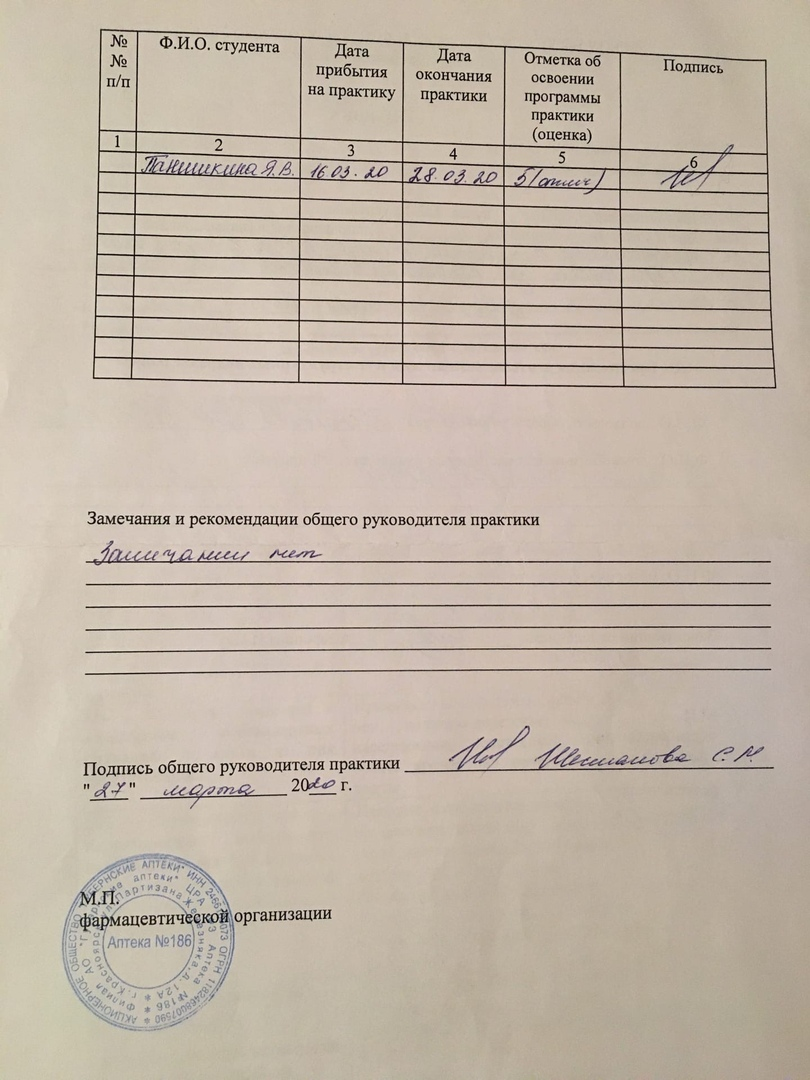 №
№
п/п
Ф.И.О. студента
Дата
прибытия
на практику
Дата
окончания
практики
Отметка об
освоении
программы
практики
(оценка)
Подпись
1 2 3 4 5 6
Паншикина Я.В. 16.03.20 28.03.20 5(отлич)
Замечания и рекомендации общего руководителя практики
Замечаний нет
Подпись общего руководителя практики С.М.
"27" марта 2020 г.
М.П.
фармацевтической организации
Аптека №186